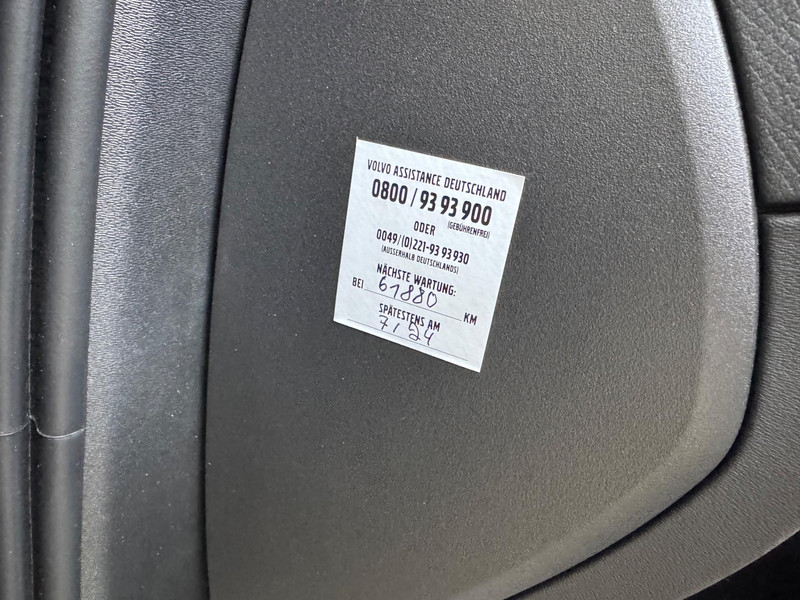 VOLVO ASSISTANCE DEUTSCHLAND
0800 / 93 93 900
(GEBÜHRENFREI)
ODER
0049/(0)221-93 93 930
(AUSSERHALB DEUTSCHLANDS)
NÄCHSTE WARTUNG:
BEI 61880 KM
SPÄTESTENS AM
7/24